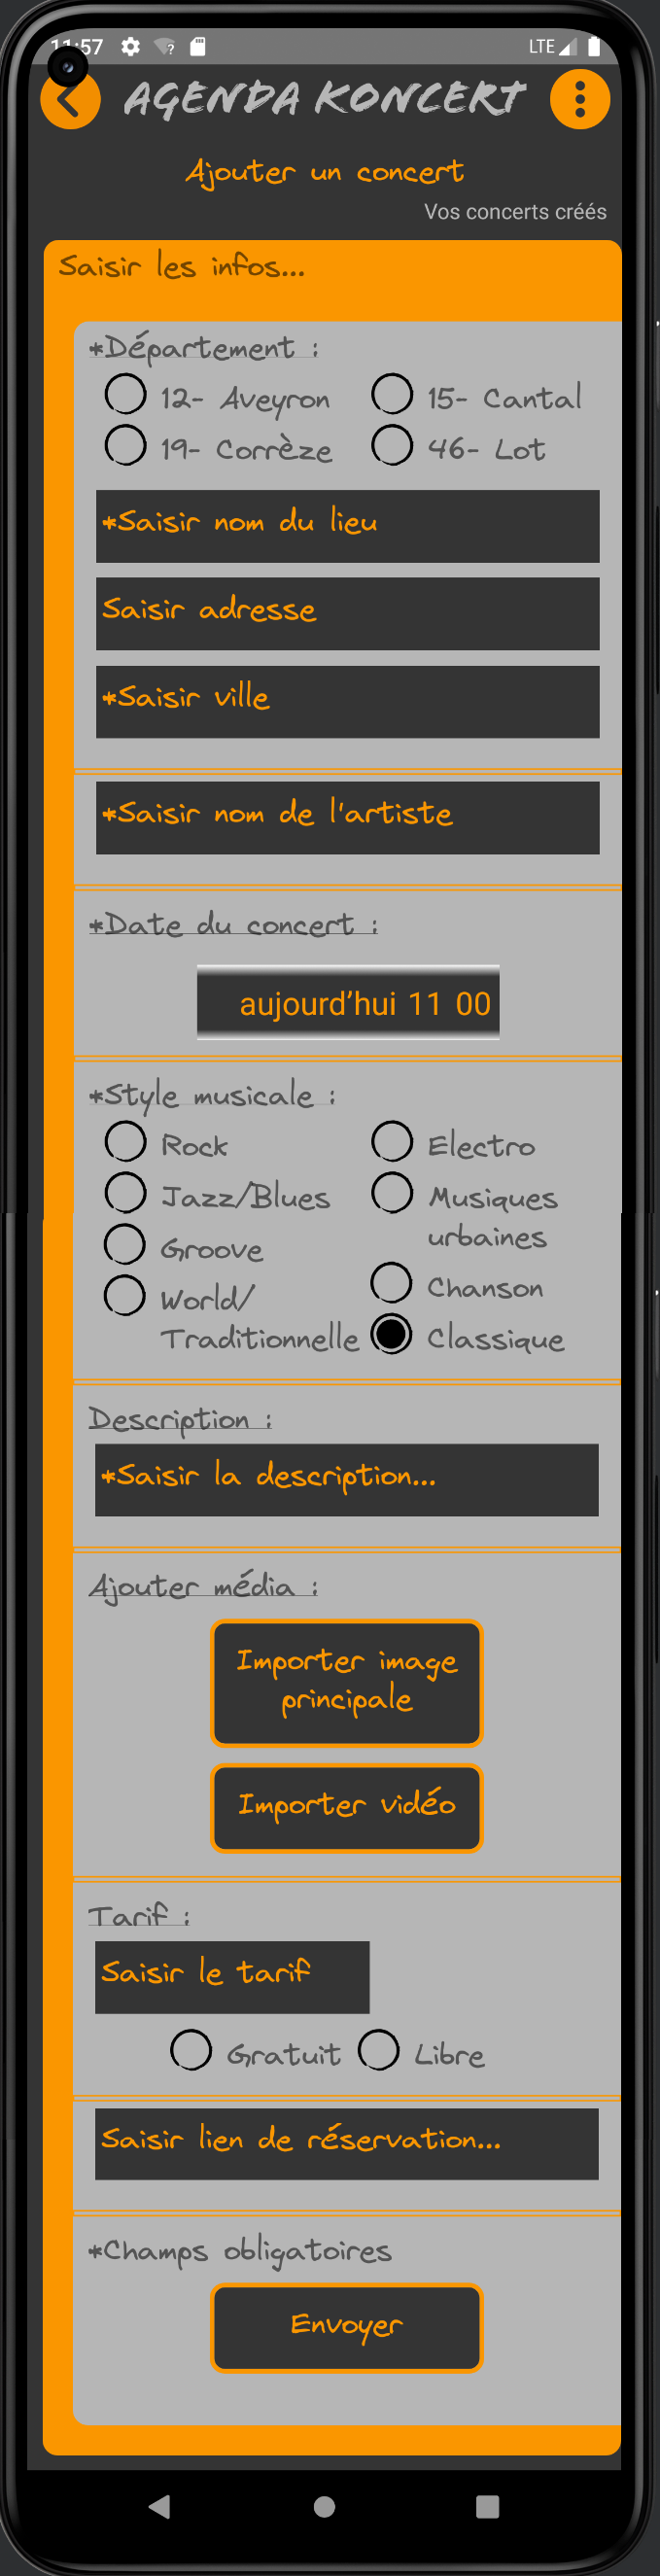 11:57 ? LTE
AGENDA KONCERT
Ajouter un concert
Vos concerts créés
Saisir les infos...
*Département :
12- Aveyron 15- Cantal
19- Corrèze 46- Lot
*Saisir nom du lieu
Saisir adresse
*Saisir ville
*Saisir nom de l'artiste
*Date du concert :
aujourd’hui 11 00
*Style musicale :
Rock Electro
Jazz/Blues Musiques
urbaines
Groove
World/ Chanson
Traditionnelle Classique
Description :
*Saisir la description...
Ajouter média :
Importer image
principale
Importer vidéo
Tarif :
Saisir le tarif
Gratuit Libre
Saisir lien de réservation...
*Champs obligatoires
Envoyer